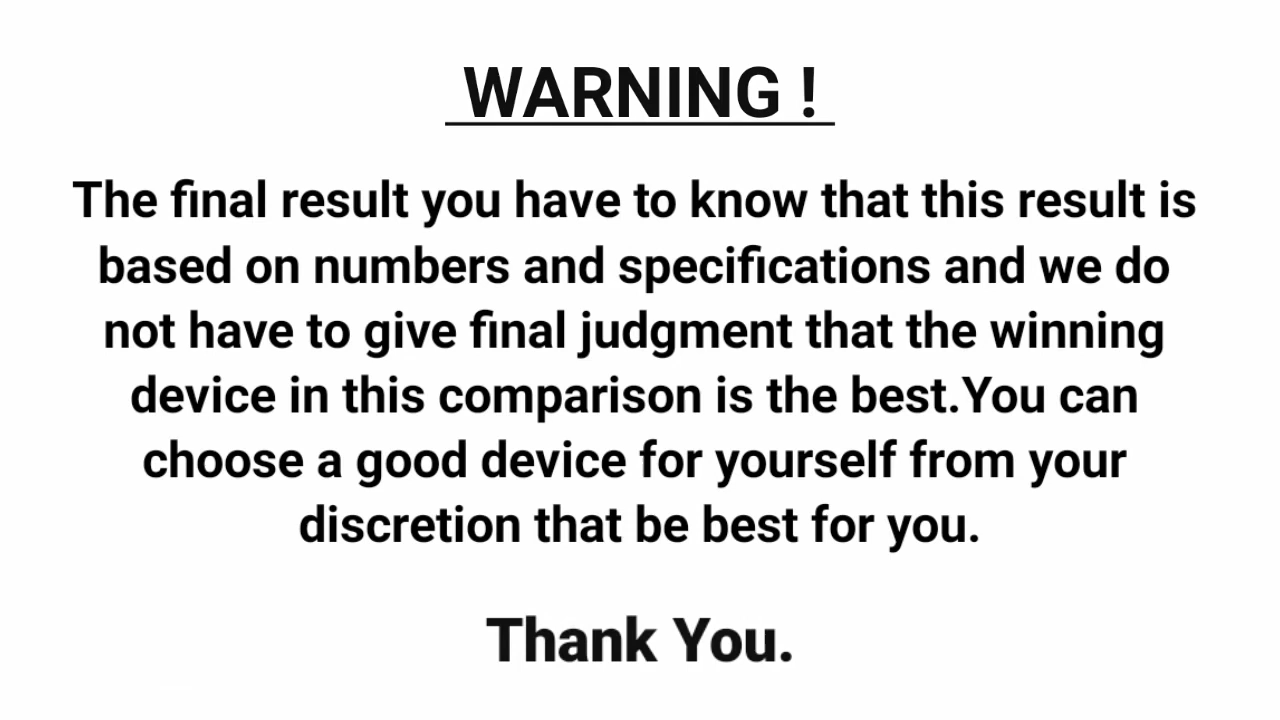 WARNING !
The final result you have to know that this result is
based on numbers and specifications and we do
not have to give final judgment that the winning
device in this comparison is the best.You can
choose a good device for yourself from your
discretion that be best for you.
Thank You.